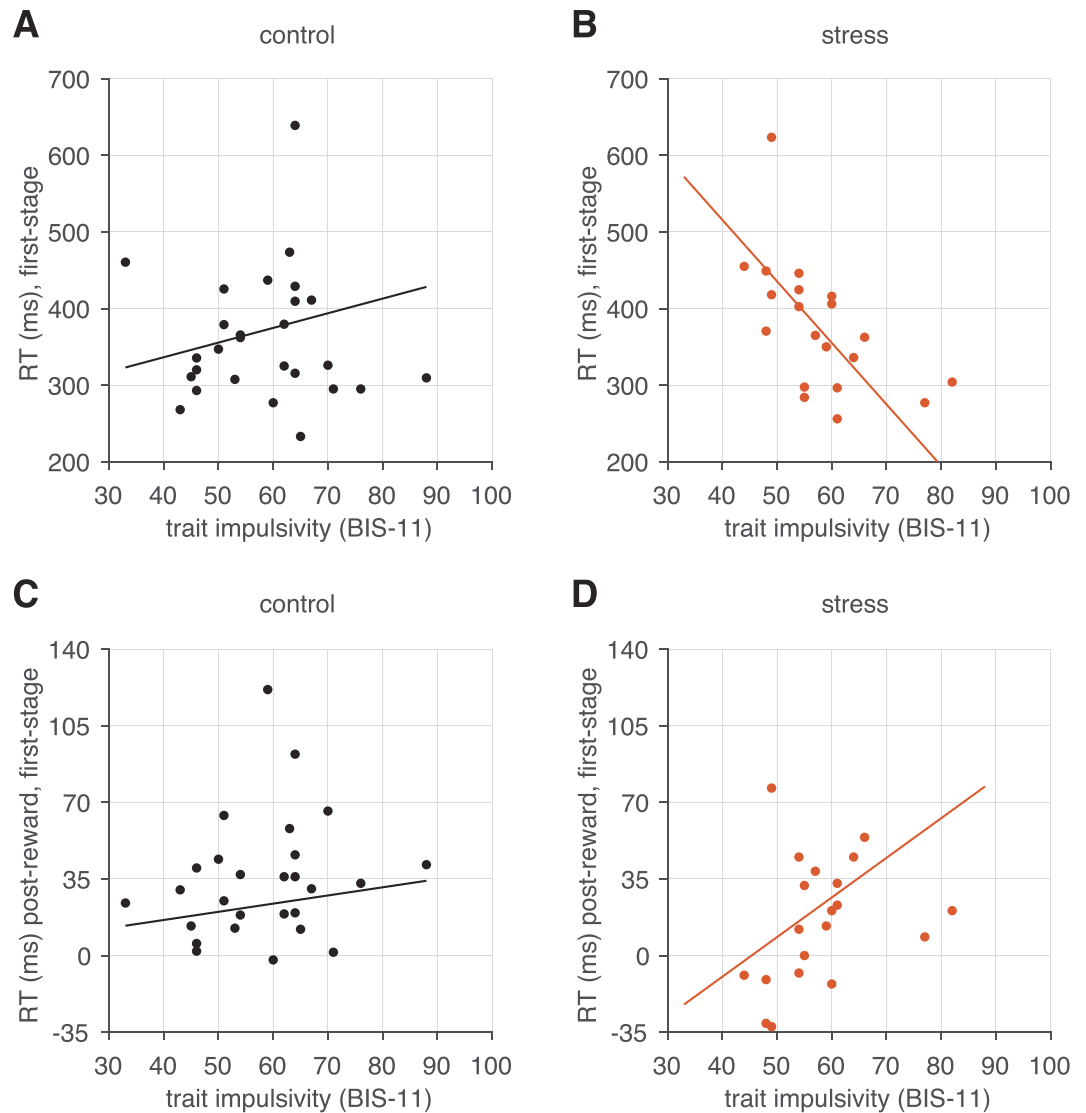 A
control
700
600
500
400
300
200
RT (ms), first-stage
30 40 50 60 70 80 90 100
trait impulsivity (BIS-11)
B
stress
700
600
500
400
300
200
RT (ms), first-stage
30 40 50 60 70 80 90 100
trait impulsivity (BIS-11)
C
control
140
105
70
35
0
-35
RT (ms) post-reward, first-stage
30 40 50 60 70 80 90 100
trait impulsivity (BIS-11)
D
stress
140
105
70
35
0
-35
RT (ms) post-reward, first-stage
30 40 50 60 70 80 90 100
trait impulsivity (BIS-11)